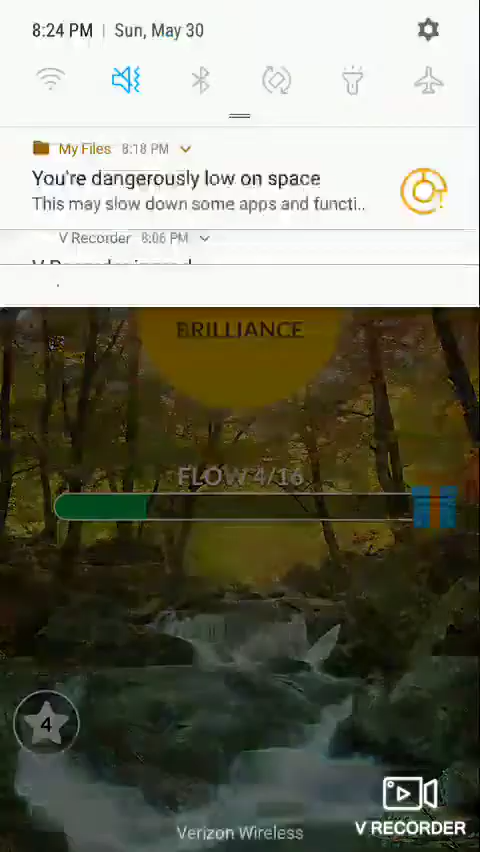 8:24 PM | Sun, May 30
My Files 8:18 PM
You're dangerously low on space
This may slow down some apps and functi..
V Recorder 8:06 PM
BRILLIANCE
FLOW 4/16
4
V RECORDER
Verizon Wireless